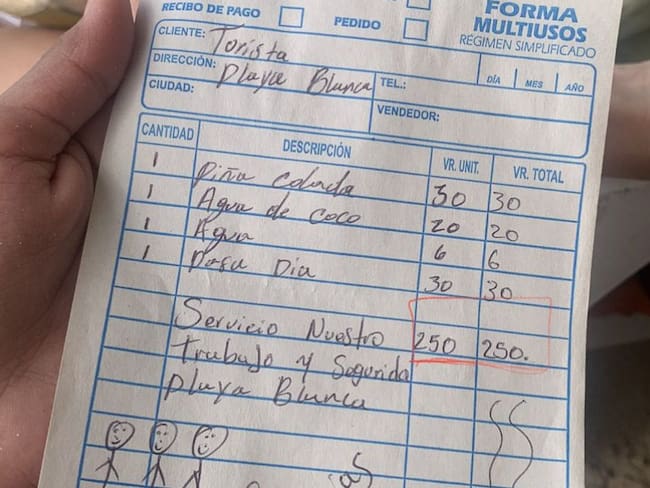 RECIBO DE PAGO
PEDIDO
FORMA
MULTIUSOS
RÉGIMEN SIMPLIFICADO
CLIENTE: Torista
DIRECCIÓN: Playa Blanca
TEL.:
DÍA MES AÑO
CIUDAD:
VENDEDOR:
CANTIDAD DESCRIPCIÓN VR. UNIT. VR. TOTAL
1 Piña Colada 30 30
1 Agua de coco 20 20
1 Agua 6 6
1 Pasa Dia 30 30
Servicio Nuestro 250 250.
Trabajo y Segurida
Playa Blanca